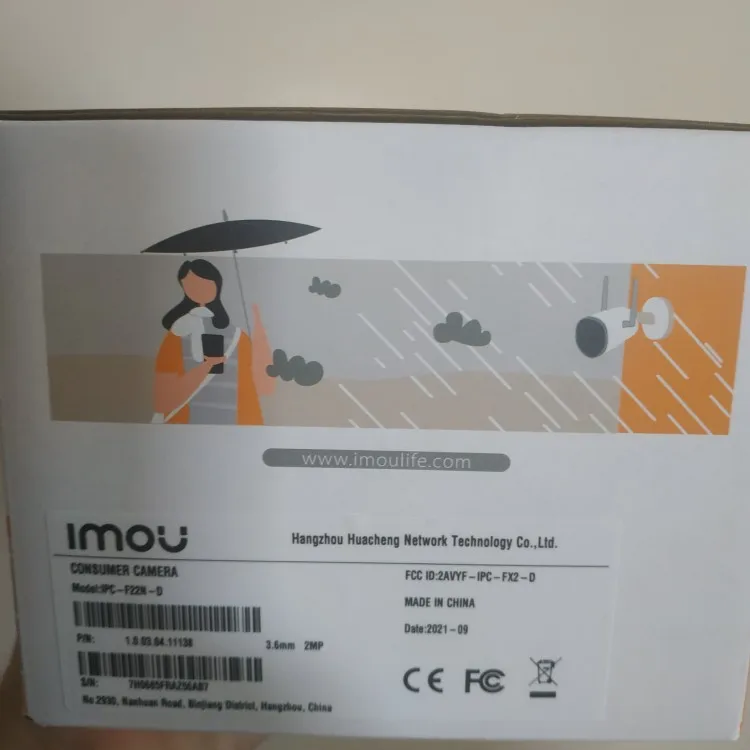 www.imoulife.com
imou
Hangzhou Huacheng Network Technology Co.,Ltd.
CONSUMER CAMERA
FCC ID:2AVYF-IPC-FX2-D
Model:IPC-F22N-D
MADE IN CHINA
P/N: 1.0.03.04.11138 3.6mm 2MP
Date:2021-09
S/N:
CE FC
No.2930, Nanhuan Road, Binjiang District, Hangzhou, China